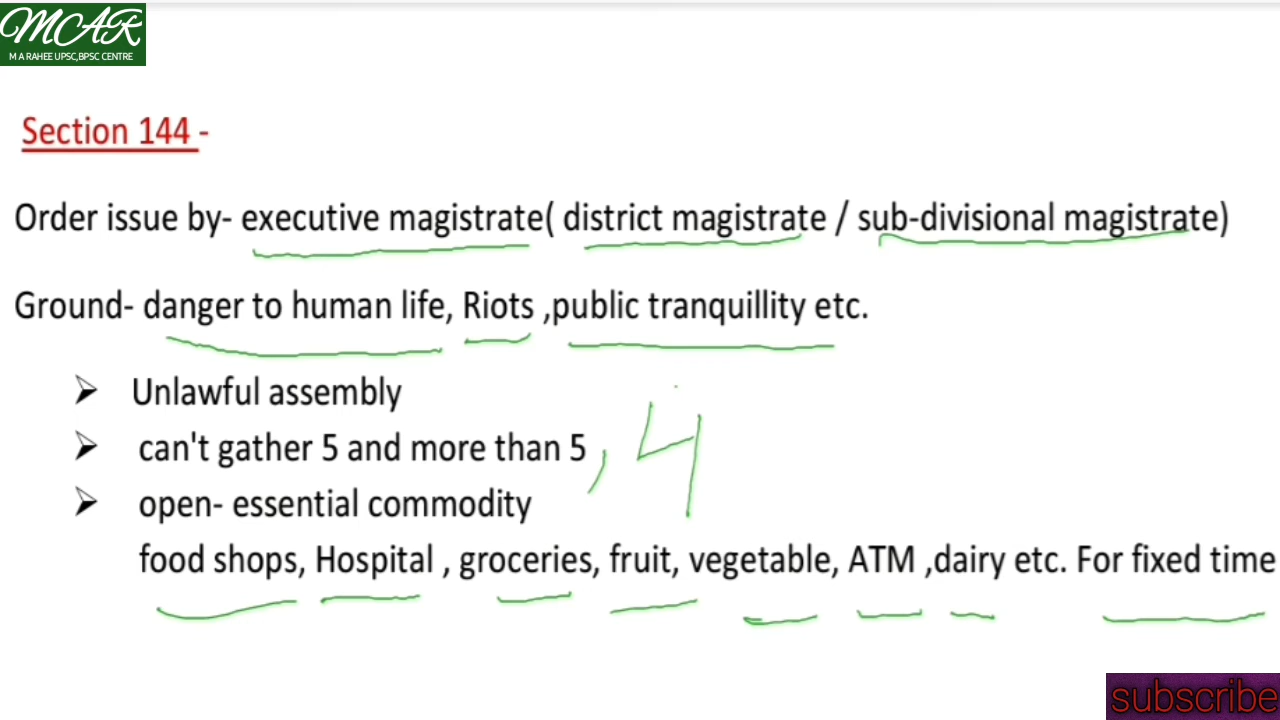 MCAR
M A RAHEE UPSC,BPSC CENTRE
Section 144 -
Order issue by- executive magistrate( district magistrate / sub-divisional magistrate)
Ground- danger to human life, Riots ,public tranquillity etc.
➤ Unlawful assembly
➤ can't gather 5 and more than 5 , 4
➤ open- essential commodity
food shops, Hospital , groceries, fruit, vegetable, ATM ,dairy etc. For fixed time
subscribe